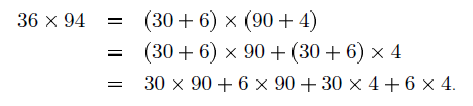 36 × 94 = (30 + 6) × (90 + 4)
= (30 + 6) × 90 + (30 + 6) × 4
= 30 × 90 + 6 × 90 + 30 × 4 + 6 × 4.